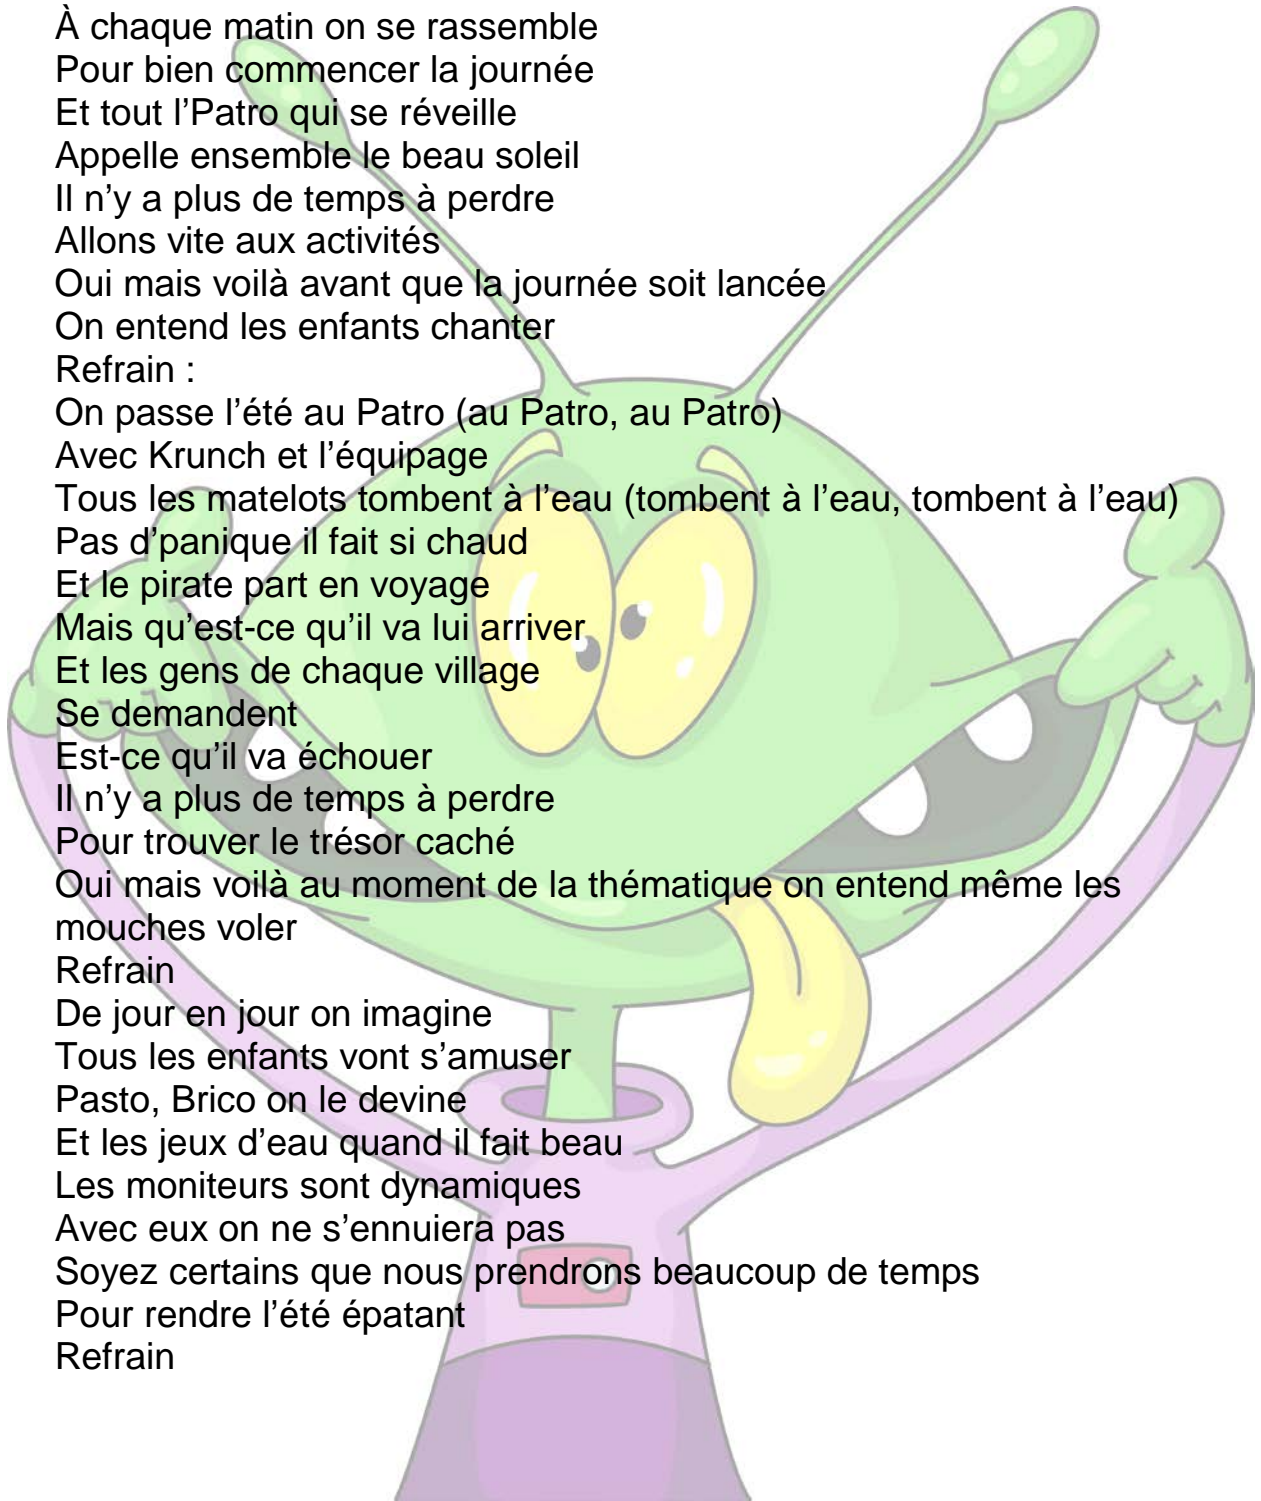 À chaque matin on se rassemble
Pour bien commencer la journée
Et tout l’Patro qui se réveille
Appelle ensemble le beau soleil
Il n’y a plus de temps à perdre
Allons vite aux activités
Oui mais voilà avant que la journée soit lancée
On entend les enfants chanter
Refrain :
On passe l’été au Patro (au Patro, au Patro)
Avec Krunch et l’équipage
Tous les matelots tombent à l’eau (tombent à l’eau, tombent à l’eau)
Pas d’panique il fait si chaud
Et le pirate part en voyage
Mais qu’est-ce qu’il va lui arriver
Et les gens de chaque village
Se demandent
Est-ce qu’il va échouer
Il n’y a plus de temps à perdre
Pour trouver le trésor caché
Oui mais voilà au moment de la thématique on entend même les
mouches voler
Refrain
De jour en jour on imagine
Tous les enfants vont s’amuser
Pasto, Brico on le devine
Et les jeux d’eau quand il fait beau
Les moniteurs sont dynamiques
Avec eux on ne s’ennuiera pas
Soyez certains que nous prendrons beaucoup de temps
Pour rendre l’été épatant
Refrain